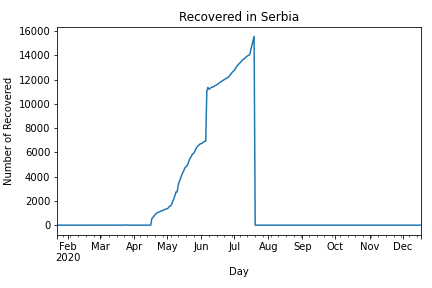 Recovered in Serbia
Number of Recovered
16000
14000
12000
10000
8000
6000
4000
2000
0
Feb Mar Apr May Jun Jul Aug Sep Oct Nov Dec
2020
Day